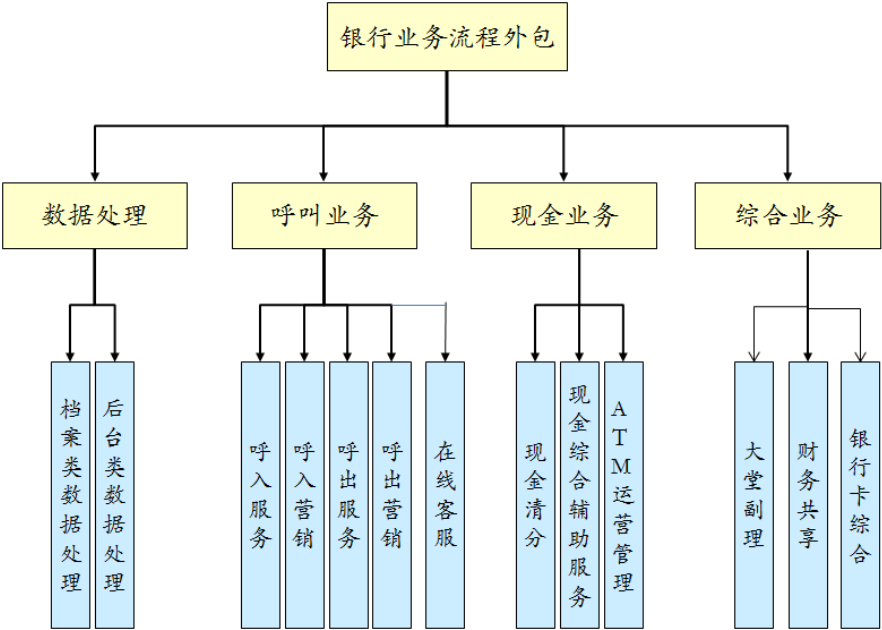 银行业务流程外包
数据处理
呼叫业务
现金业务
综合业务
档案类数据处理
后台类数据处理
呼入服务
呼入营销
呼出服务
呼出营销
在线客服
现金清分
现金综合辅助服务
ATM运营管理
大堂副理
财务共享
银行卡综合